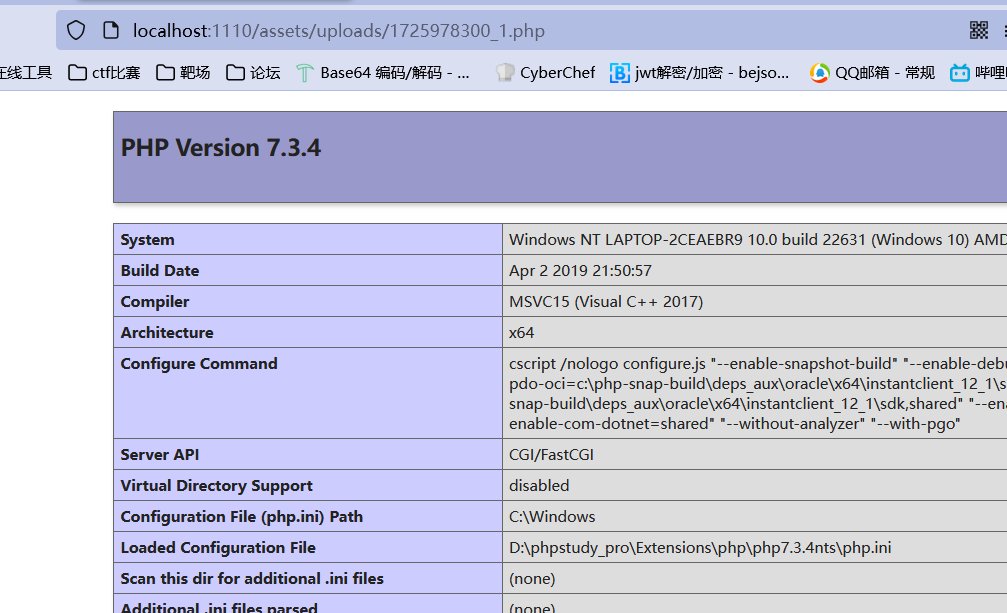 localhost:1110/assets/uploads/1725978300_1.php
在线工具 ctf比赛 靶场 论坛 Base64 编码/解码 - ... CyberChef jwt解密/加密 - bejso... QQ邮箱 - 常规 哔哩
PHP Version 7.3.4
System Windows NT LAPTOP-2CEAEBR9 10.0 build 22631 (Windows 10) AMD
Build Date Apr 2 2019 21:50:57
Compiler MSVC15 (Visual C++ 2017)
Architecture x64
Configure Command cscript /nologo configure.js "--enable-snapshot-build" "--enable-debu
pdo-oci=c:\php-snap-build\deps_aux\oracle\x64\instantclient_12_1\s
snap-build\deps_aux\oracle\x64\instantclient_12_1\sdk,shared" "--en
enable-com-dotnet=shared" "--without-analyzer" "--with-pgo"
Server API CGI/FastCGI
Virtual Directory Support disabled
Configuration File (php.ini) Path C:\Windows
Loaded Configuration File D:\phpstudy_pro\Extensions\php\php7.3.4nts\php.ini
Scan this dir for additional .ini files (none)
Additional .ini files parsed (none)